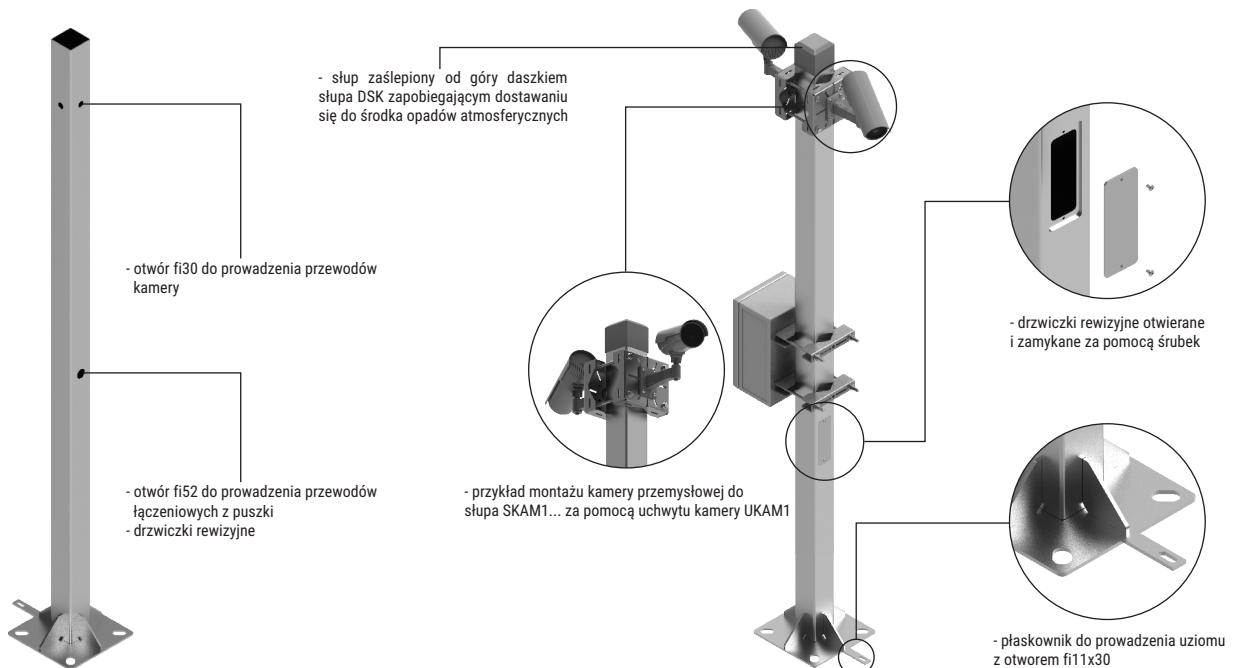 - słup zaślepiony od góry daszkiem
słupa DSK zapobiegającym dostawaniu
się do środka opadów atmosferycznych
- otwór fi30 do prowadzenia przewodów
kamery
- drzwiczki rewizyjne otwierane
i zamykane za pomocą śrubek
- otwór fi52 do prowadzenia przewodów
łączeniowych z puszki
- drzwiczki rewizyjne
- przykład montażu kamery przemysłowej do
słupa SKAM1... za pomocą uchwytu kamery UKAM1
- płaskownik do prowadzenia uziomu
z otworem fi11x30